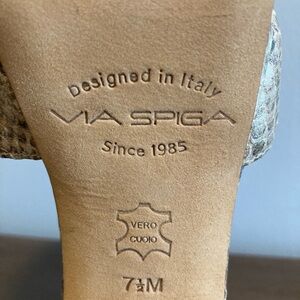 Designed in Italy
VIA SPIGA
Since 1985
VERO
CUOIO
7½M